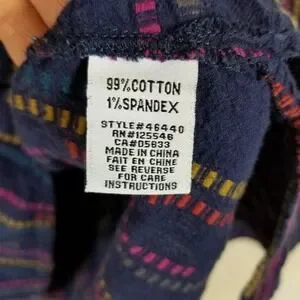 99%COTTON
1%SPANDEX
STYLE#46440
RN#125546
CA#05633
MADE IN CHINA
FAIT EN CHINE
SEE REVERSE
FOR CARE
INSTRUCTIONS